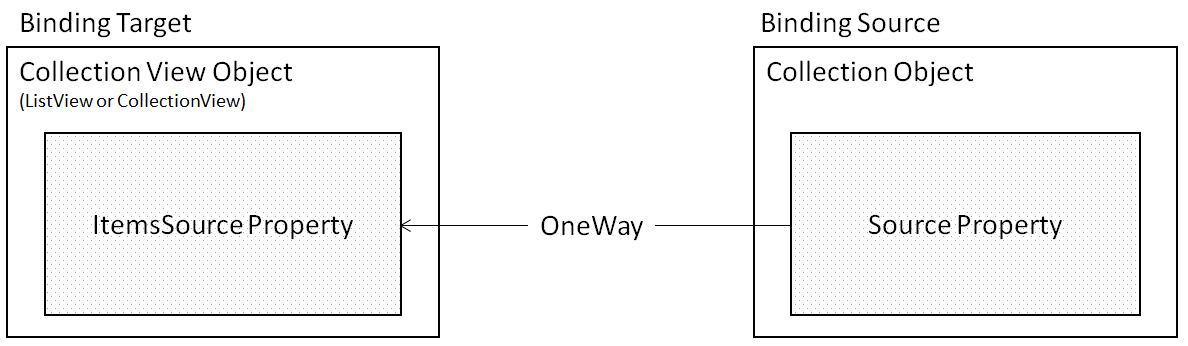 Binding Target
Binding Source
Collection View Object
(ListView or CollectionView)
Collection Object
ItemsSource Property
OneWay
Source Property